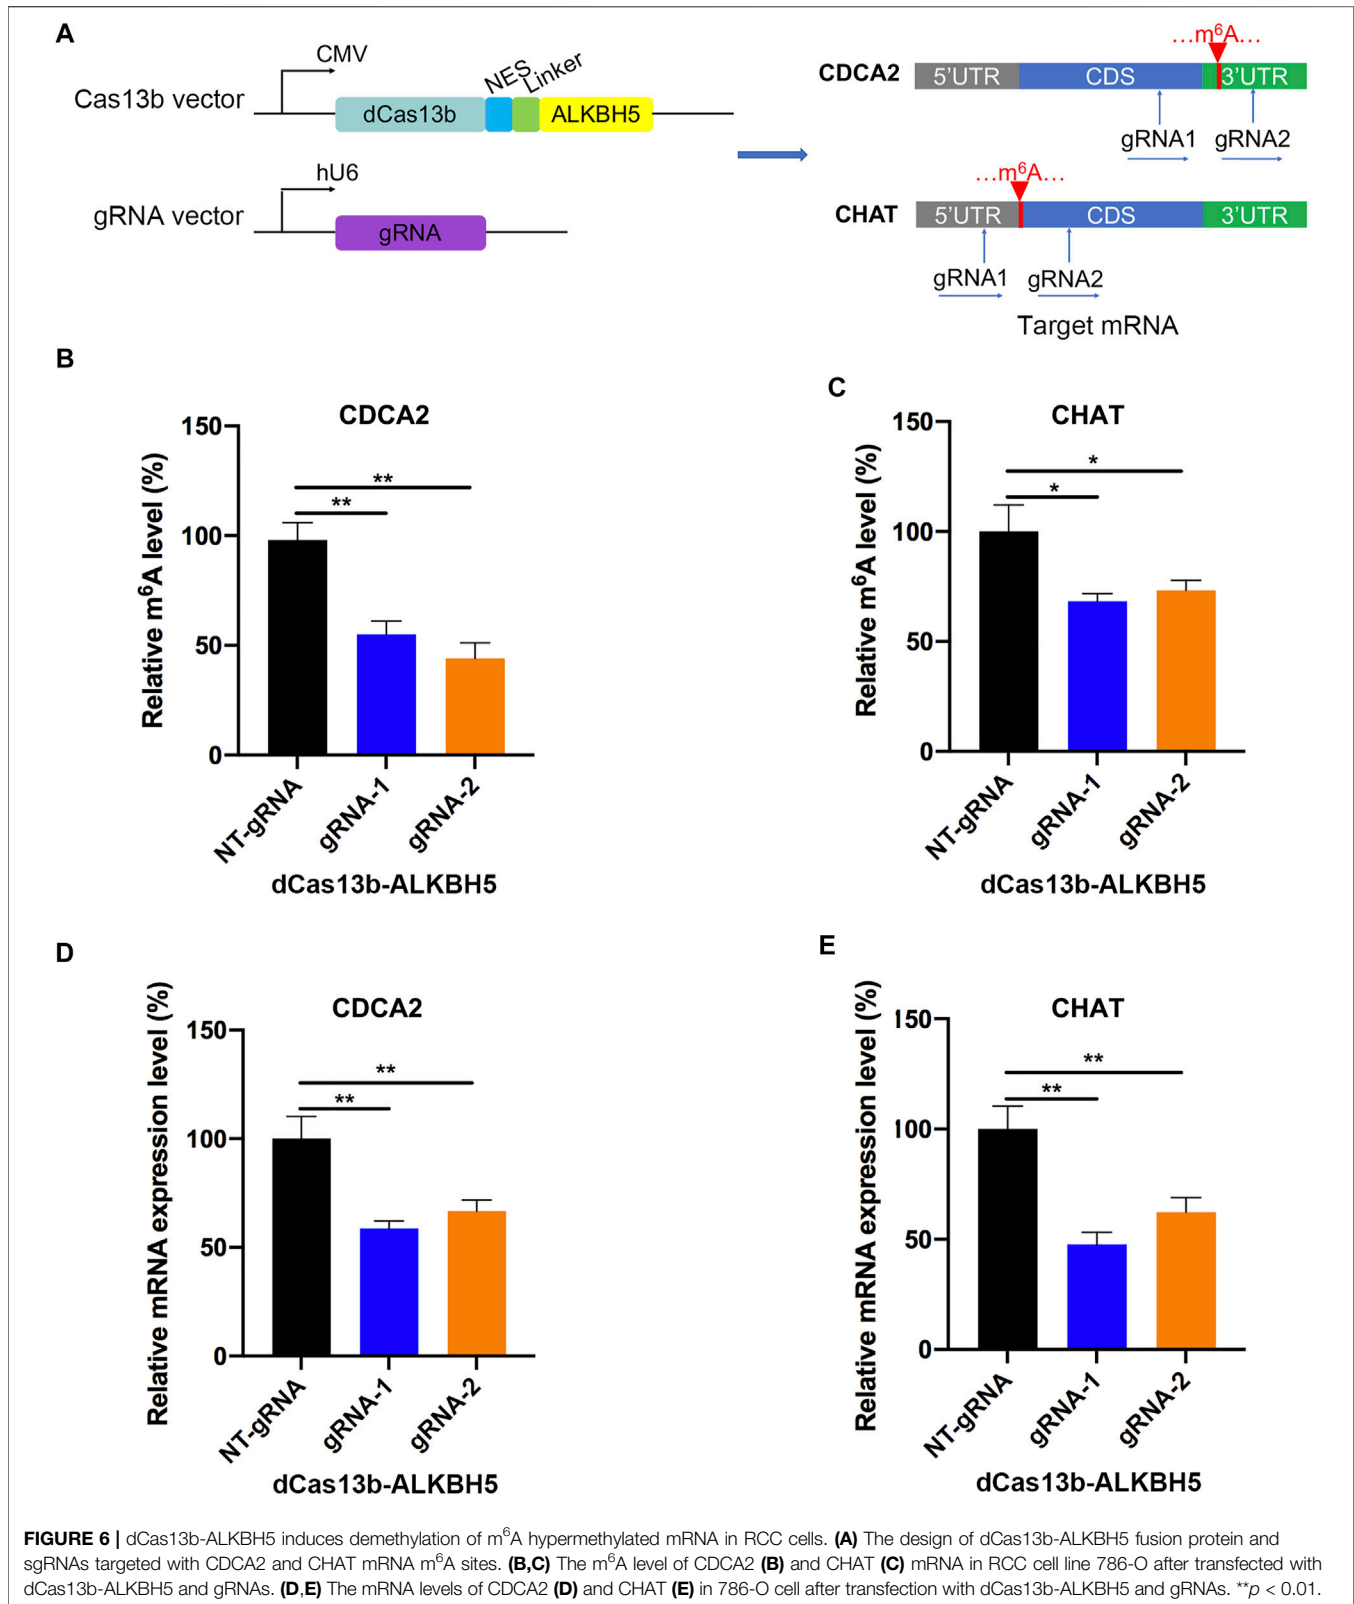 A
Cas13b vector
CMV
NES
Linker
dCas13b
ALKBH5
gRNA vector
hU6
gRNA
…m⁶A…
CDCA2
5'UTR
CDS
3'UTR
gRNA1
gRNA2
…m⁶A…
CHAT
5'UTR
CDS
3'UTR
gRNA1
gRNA2
Target mRNA
B
CDCA2
Relative m⁶A level (%)
150
100
50
0
**
**
NT-gRNA
gRNA-1
gRNA-2
dCas13b-ALKBH5
C
CHAT
Relative m⁶A level (%)
150
100
50
0
*
*
NT-gRNA
gRNA-1
gRNA-2
dCas13b-ALKBH5
D
CDCA2
Relative mRNA expression level (%)
150
100
50
0
**
**
NT-gRNA
gRNA-1
gRNA-2
dCas13b-ALKBH5
E
CHAT
Relative mRNA expression level (%)
150
100
50
0
**
**
NT-gRNA
gRNA-1
gRNA-2
dCas13b-ALKBH5
FIGURE 6 | dCas13b-ALKBH5 induces demethylation of m⁶A hypermethylated mRNA in RCC cells. (A) The design of dCas13b-ALKBH5 fusion protein and
sgRNAs targeted with CDCA2 and CHAT mRNA m⁶A sites. (B,C) The m⁶A level of CDCA2 (B) and CHAT (C) mRNA in RCC cell line 786-O after transfected with
dCas13b-ALKBH5 and gRNAs. (D,E) The mRNA levels of CDCA2 (D) and CHAT (E) in 786-O cell after transfection with dCas13b-ALKBH5 and gRNAs. **p < 0.01.